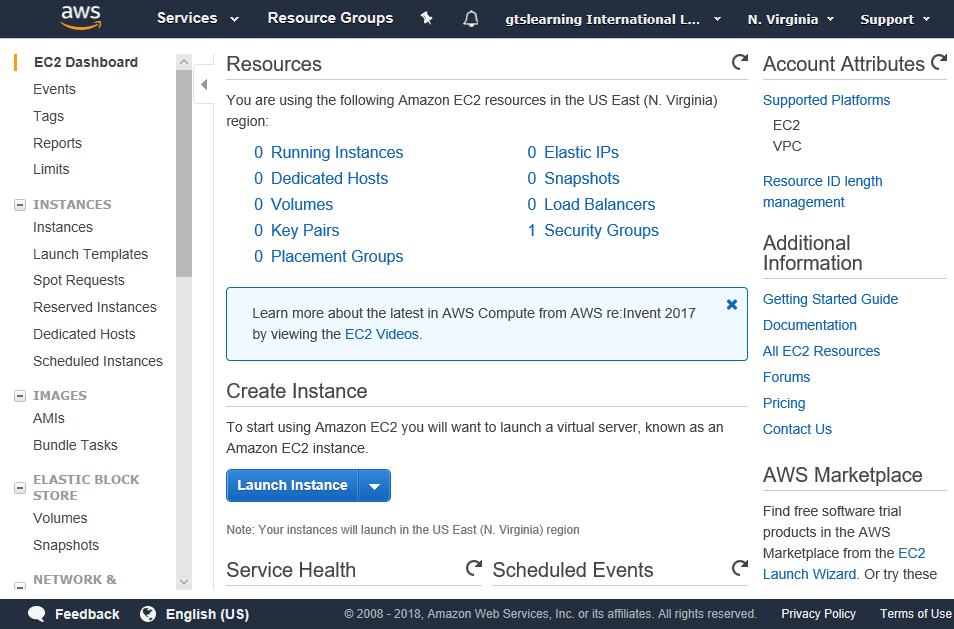 aws
Services
Resource Groups
gtslearning International L...
N. Virginia
Support
EC2 Dashboard
Events
Tags
Reports
Limits
INSTANCES
Instances
Launch Templates
Spot Requests
Reserved Instances
Dedicated Hosts
Scheduled Instances
IMAGES
AMIs
Bundle Tasks
ELASTIC BLOCK
STORE
Volumes
Snapshots
NETWORK &
Resources
You are using the following Amazon EC2 resources in the US East (N. Virginia)
region:
0 Running Instances
0 Elastic IPs
0 Dedicated Hosts
0 Snapshots
0 Volumes
0 Load Balancers
0 Key Pairs
1 Security Groups
0 Placement Groups
Learn more about the latest in AWS Compute from AWS re:Invent 2017
by viewing the EC2 Videos.
Create Instance
To start using Amazon EC2 you will want to launch a virtual server, known as an
Amazon EC2 instance.
Launch Instance
Note: Your instances will launch in the US East (N. Virginia) region
Service Health
Scheduled Events
Account Attributes
Supported Platforms
EC2
VPC
Resource ID length
management
Additional
Information
Getting Started Guide
Documentation
All EC2 Resources
Forums
Pricing
Contact Us
AWS Marketplace
Find free software trial
products in the AWS
Marketplace from the EC2
Launch Wizard. Or try these
Feedback
English (US)
© 2008 - 2018, Amazon Web Services, Inc. or its affiliates. All rights reserved.
Privacy Policy
Terms of Use